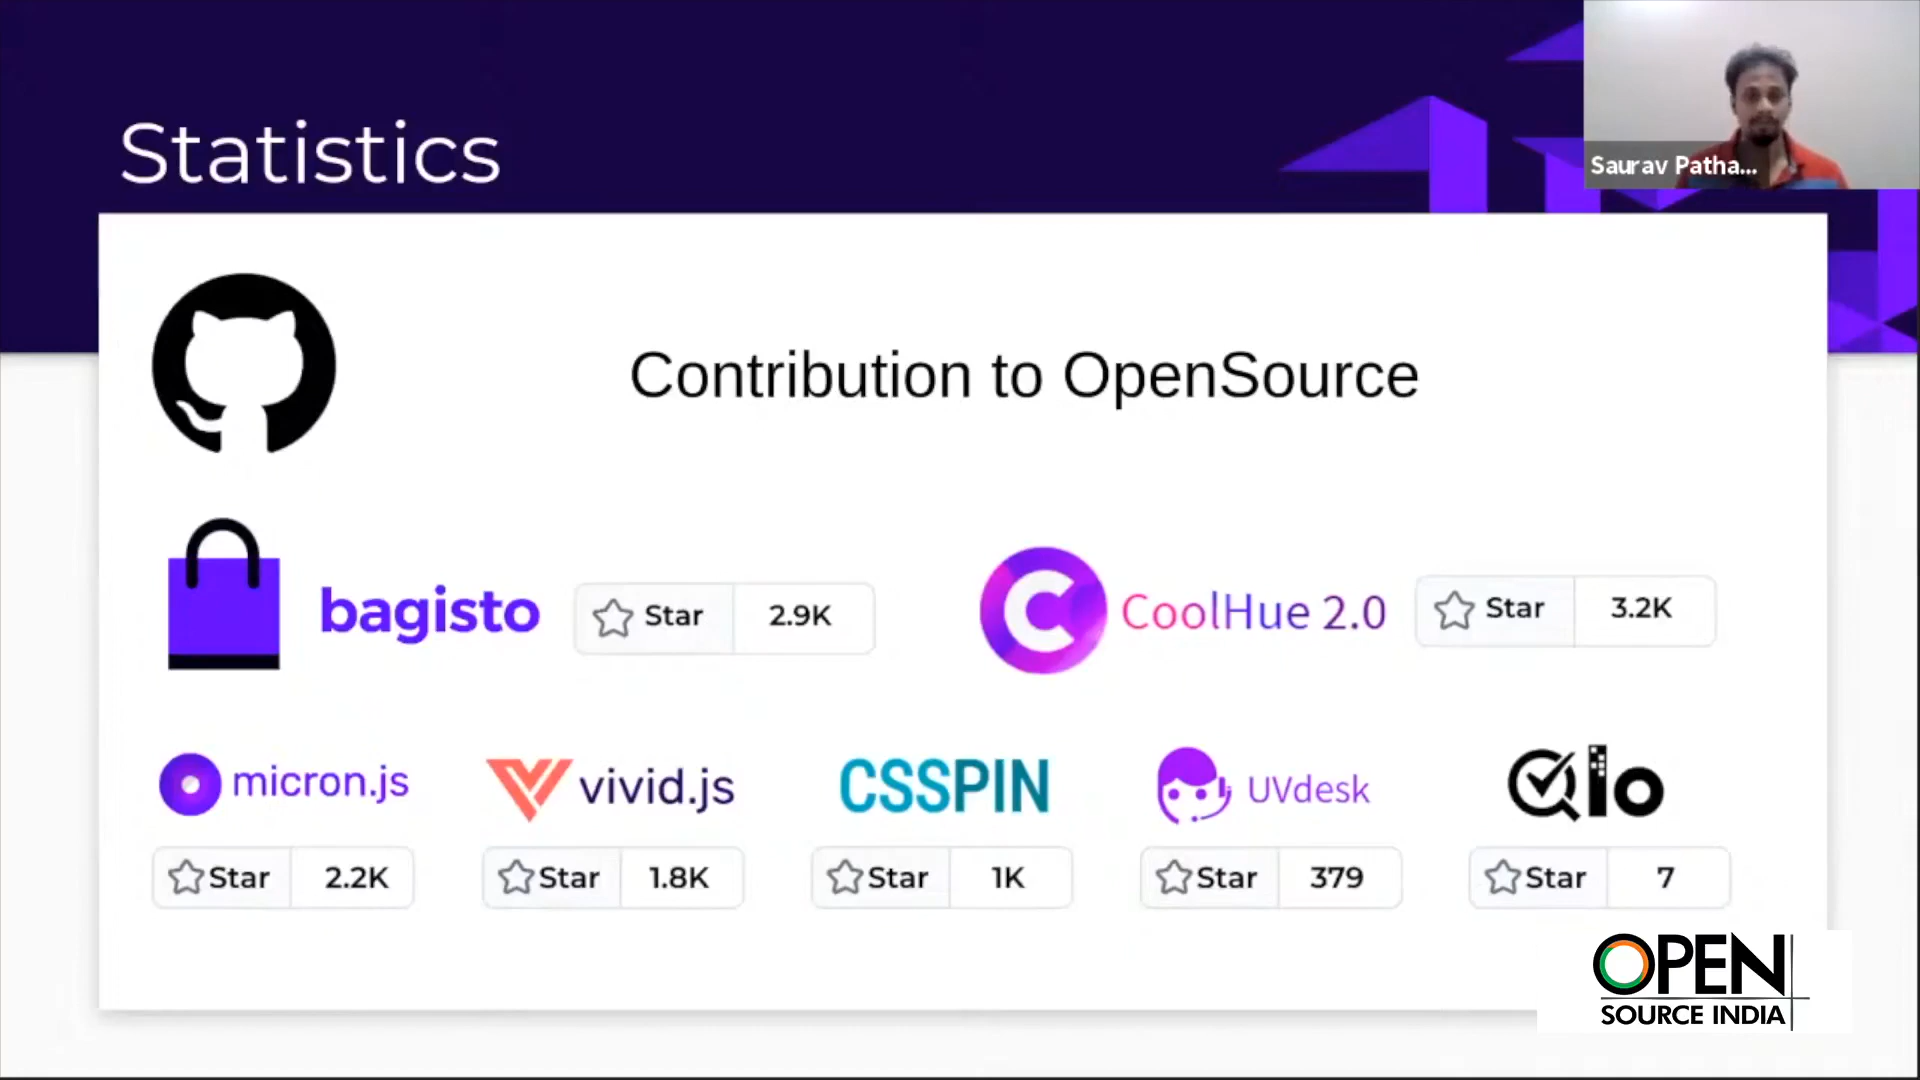 Statistics
Saurav Patha...
Contribution to OpenSource
bagisto
Star 2.9K
CoolHue 2.0
Star 3.2K
micron.js
vivid.js
CSSPIN
UVdesk
Qlo
Star 2.2K
Star 1.8K
Star 1K
Star 379
Star 7
OPEN
SOURCE INDIA